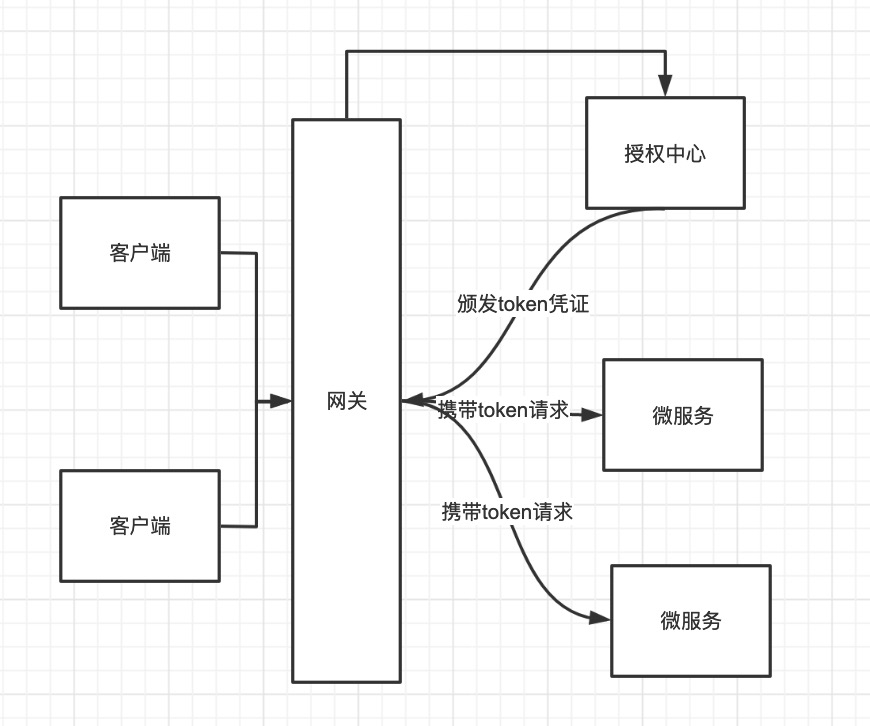 授权中心
客户端
颁发token凭证
网关
携带token请求
微服务
携带token请求
客户端
微服务